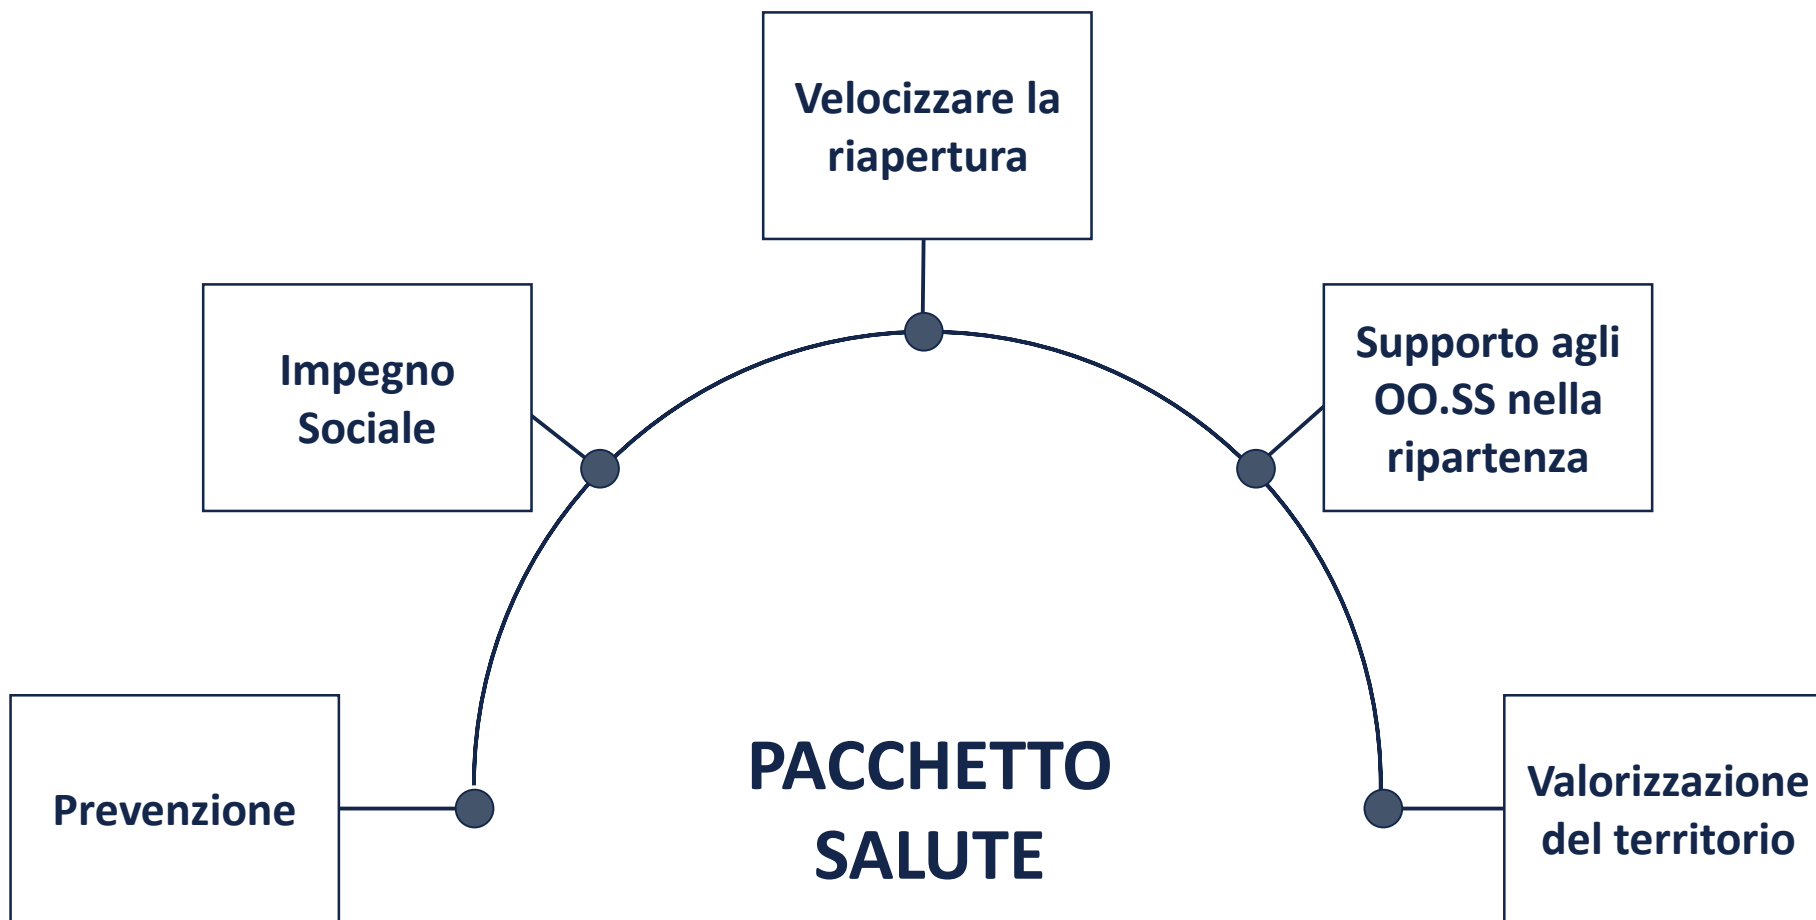 Velocizzare la
riapertura
Impegno
Sociale
Supporto agli
OO.SS nella
ripartenza
Prevenzione
PACCHETTO
SALUTE
Valorizzazione
del territorio